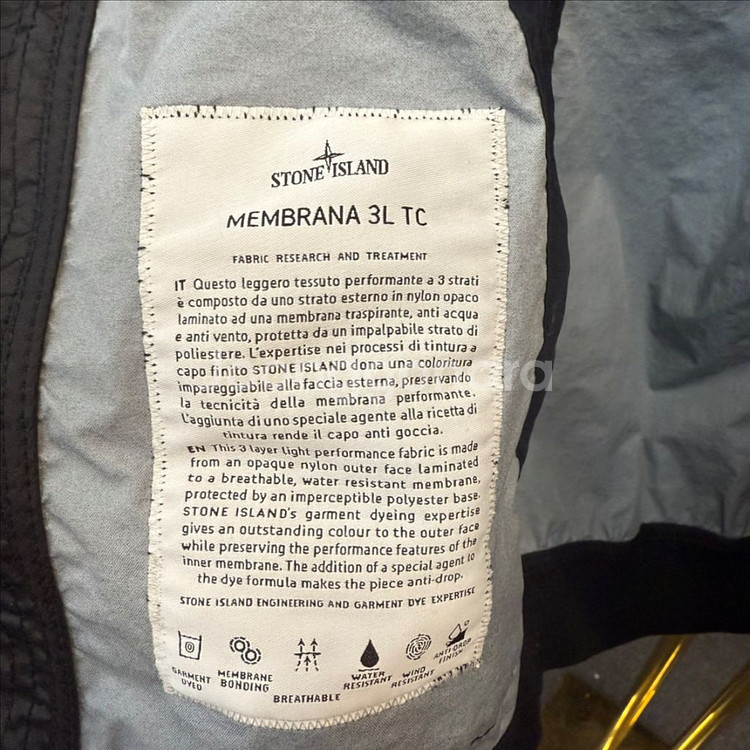 STONE ISLAND
MEMBRANA 3L TC
FABRIC RESEARCH AND TREATMENT
IT Questo leggero tessuto performante a 3 strati
è composto da uno strato esterno in nylon opaco
laminato ad una membrana traspirante, anti acqua
e anti vento, protetta da un impalpabile strato di
poliestere. L'expertise nei processi di tintura a
capo finito STONE ISLAND dona una coloritura
impareggiabile alla faccia esterna, preservando
la tecnicità della membrana performante.
L'aggiunta di uno speciale agente alla ricetta di
tintura rende il capo anti goccia.
EN This 3 layer light performance fabric is made
from an opaque nylon outer face laminated
to a breathable, water resistant membrane,
protected by an imperceptible polyester base.
STONE ISLAND's garment dyeing expertise
gives an outstanding colour to the outer face
while preserving the performance features of the
inner membrane. The addition of a special agent to
the dye formula makes the piece anti-drop.
STONE ISLAND ENGINEERING AND GARMENT DYE EXPERTISE
GARMENT
DYED
MEMBRANE
BONDING
BREATHABLE
WATER
RESISTANT
WIND
RESISTANT
ANTI-DROP
FINISH